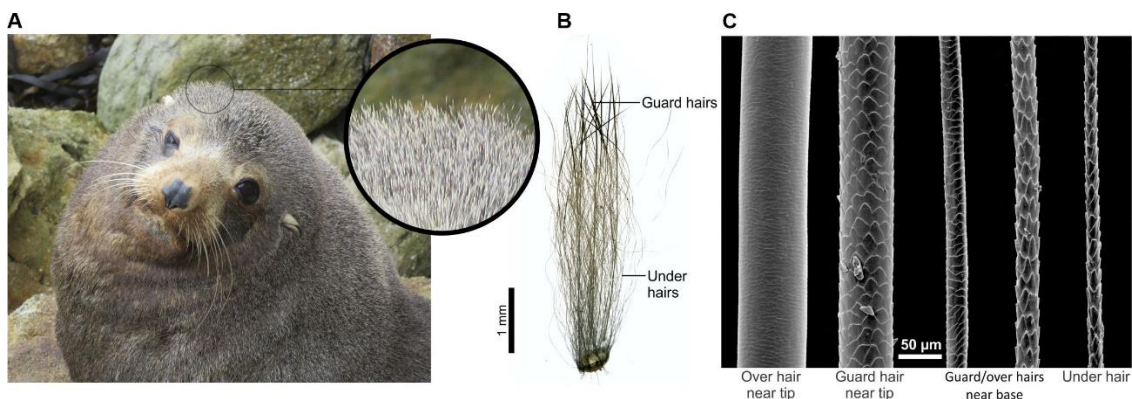 A
B
C
Guard hairs
Under
hairs
1 mm
50 µm
Over hair
near tip
Guard hair
near tip
Guard/over hairs
near base
Under hair